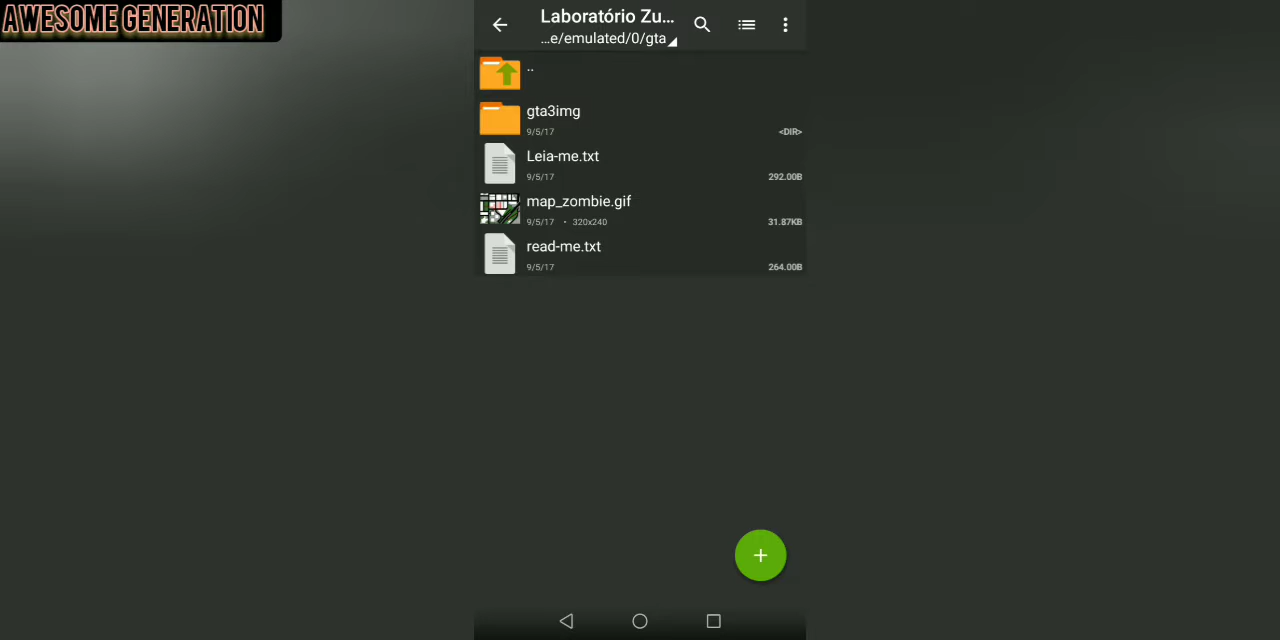 AWESOME GENERATION
Laboratório Zu...
...e/emulated/0/gta
..
gta3img
9/5/17 <DIR>
Leia-me.txt
9/5/17 292.00B
map_zombie.gif
9/5/17 • 320x240 31.87KB
read-me.txt
9/5/17 264.00B